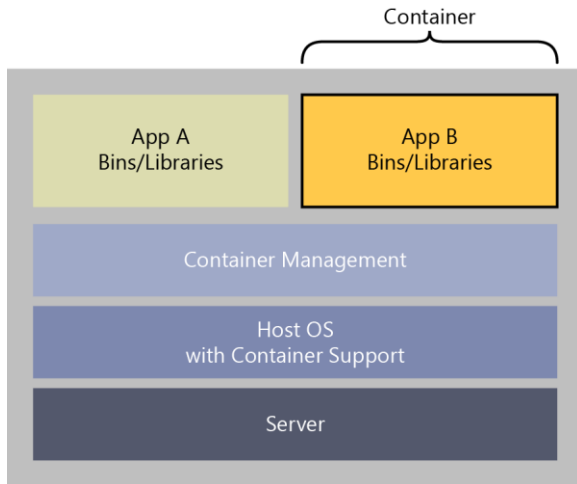 Container
App A
Bins/Libraries
App B
Bins/Libraries
Container Management
Host OS
with Container Support
Server